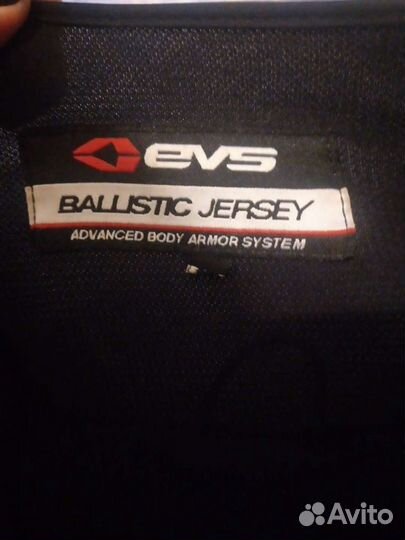 evs
BALLISTIC JERSEY
ADVANCED BODY ARMOR SYSTEM
Avito